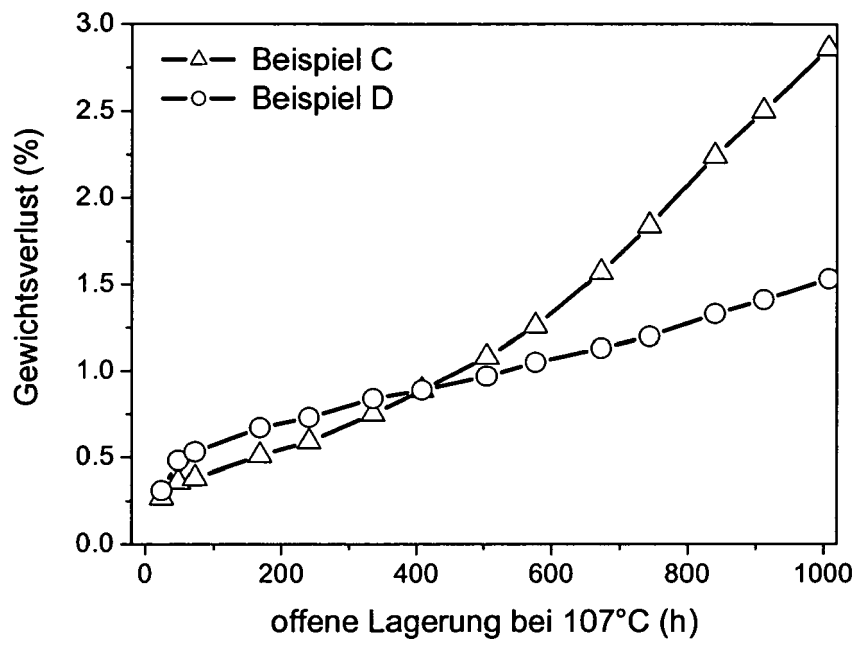 3.0
2.5
2.0
1.5
1.0
0.5
0.0
Gewichtsverlust (%)
Beispiel C
Beispiel D
0 200 400 600 800 1000
offene Lagerung bei 107°C (h)